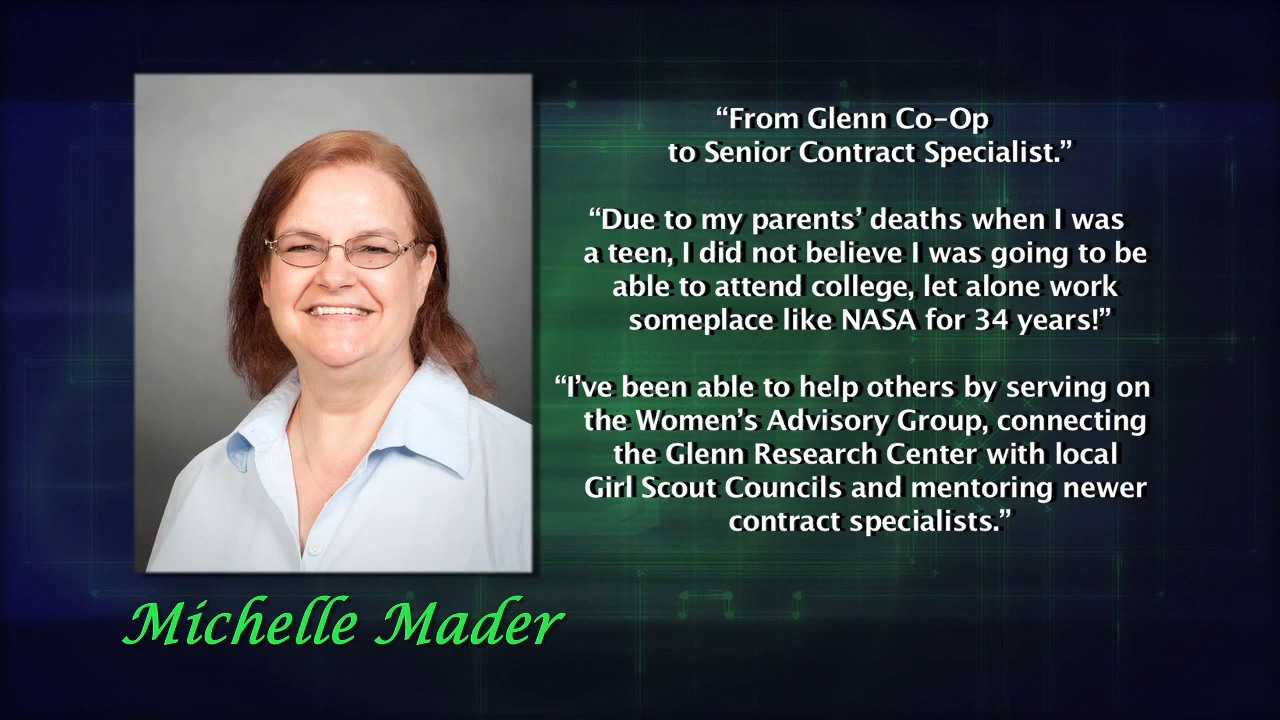 “From Glenn Co-Op
to Senior Contract Specialist.”
“Due to my parents’ deaths when I was
a teen, I did not believe I was going to be
able to attend college, let alone work
someplace like NASA for 34 years!”
“I’ve been able to help others by serving on
the Women’s Advisory Group, connecting
the Glenn Research Center with local
Girl Scout Councils and mentoring newer
contract specialists.”
Michelle Mader